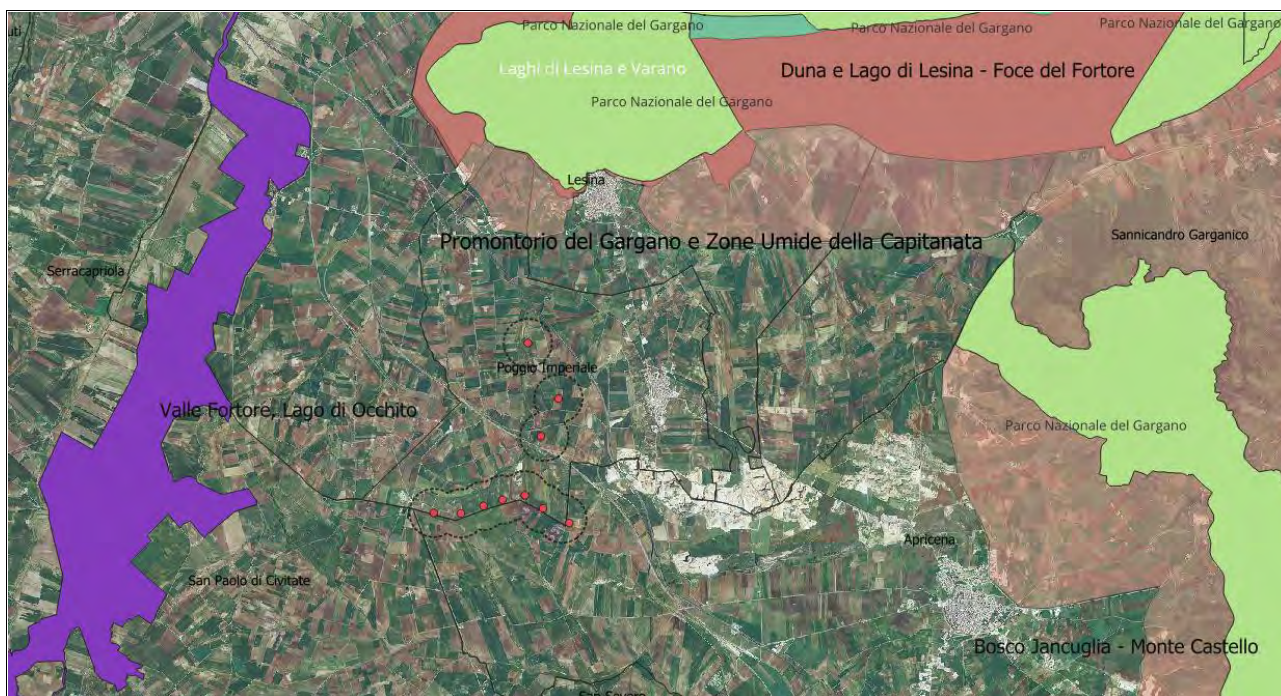 Parco Nazionale del Gargano
Parco Nazionale del Gargano
Parco Nazionale del Gargano
uti
Laghi di Lesina e Varano
Duna e Lago di Lesina - Foce del Fortore
Parco Nazionale del Gargano
Lesina
Promontorio del Gargano e Zone Umide della Capitanata
Sannicandro Garganico
Serracapriola
Poggio Imperiale
Valle Fortore, Lago di Occhito
Parco Nazionale del Gargano
Apricena
San Paolo di Civitate
Bosco Jancuglia - Monte Castello
San Severo